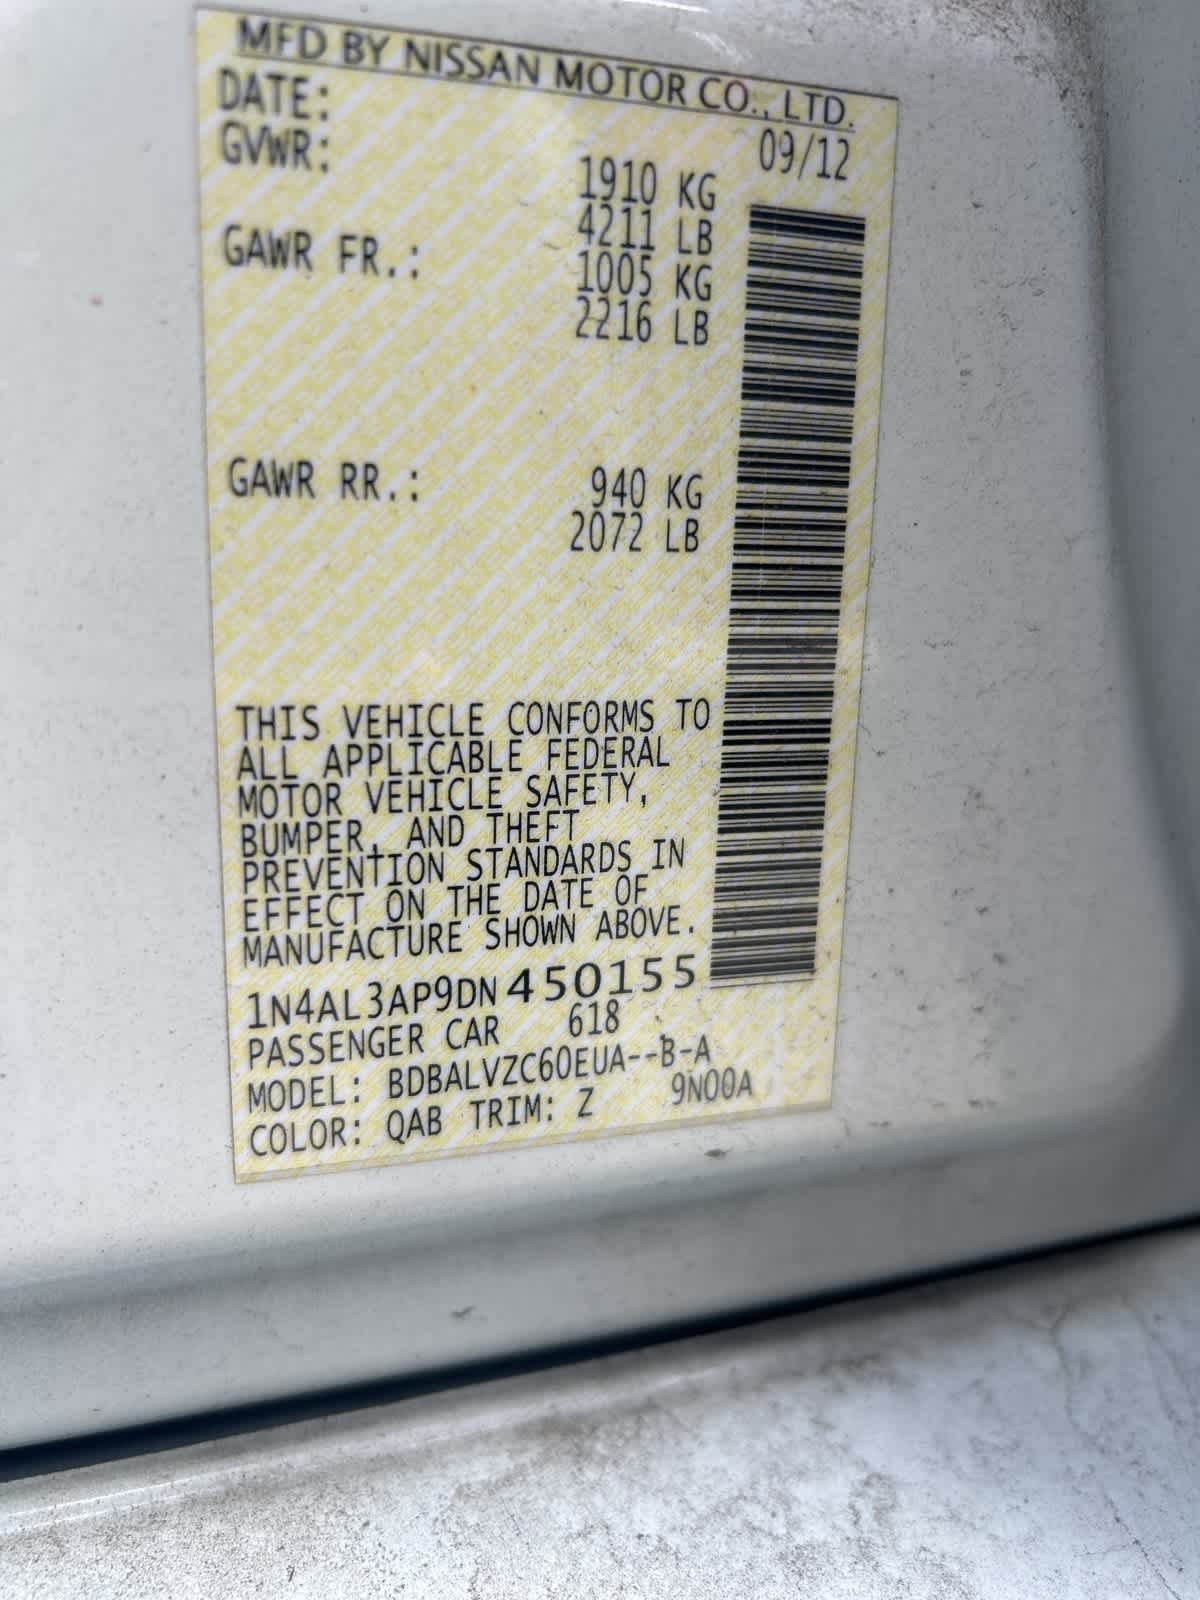 MFD BY NISSAN MOTOR CO., LTD.
DATE: 09/12
GVWR: 1910 KG
4211 LB
GAWR FR.: 1005 KG
2216 LB
GAWR RR.: 940 KG
2072 LB
THIS VEHICLE CONFORMS TO
ALL APPLICABLE FEDERAL
MOTOR VEHICLE SAFETY,
BUMPER, AND THEFT
PREVENTION STANDARDS IN
EFFECT ON THE DATE OF
MANUFACTURE SHOWN ABOVE.
1N4AL3AP9DN450155
PASSENGER CAR 618
MODEL: BDBALVZC60EUA--B-A
COLOR: QAB TRIM: Z 9N00A